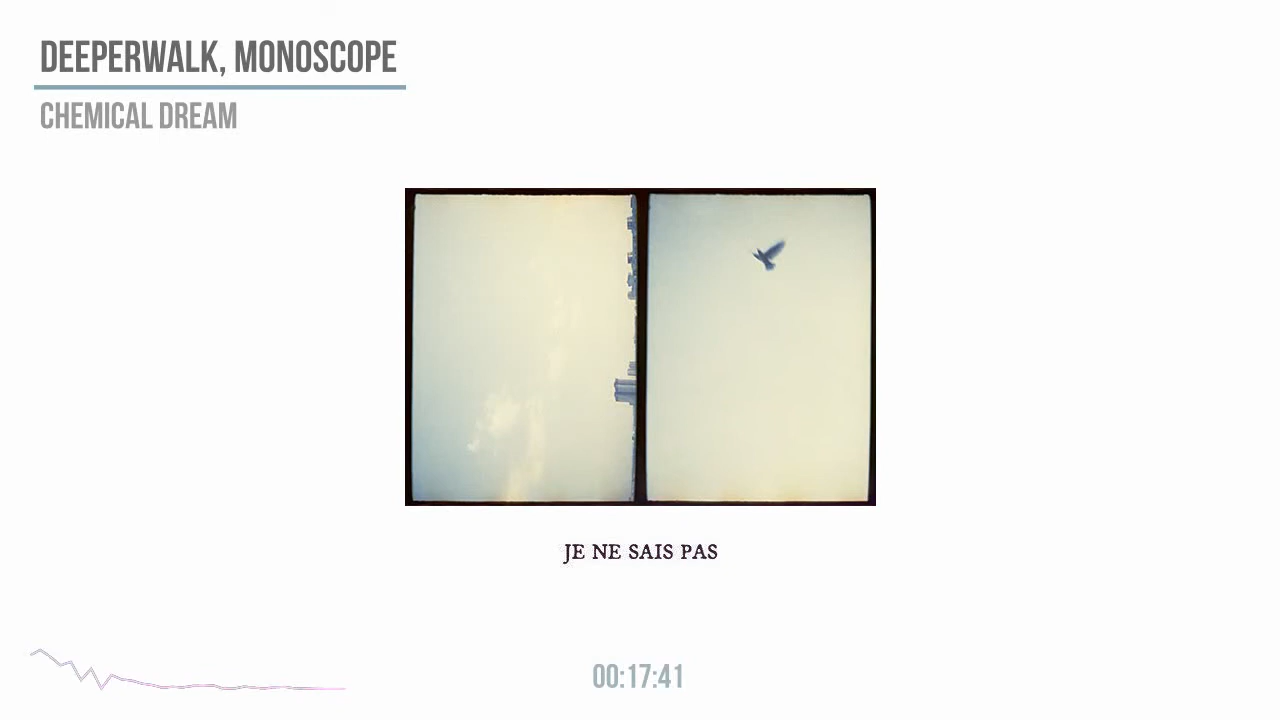 DEEPERWALK, MONOSCOPE
CHEMICAL DREAM
JE NE SAIS PAS
00:17:41